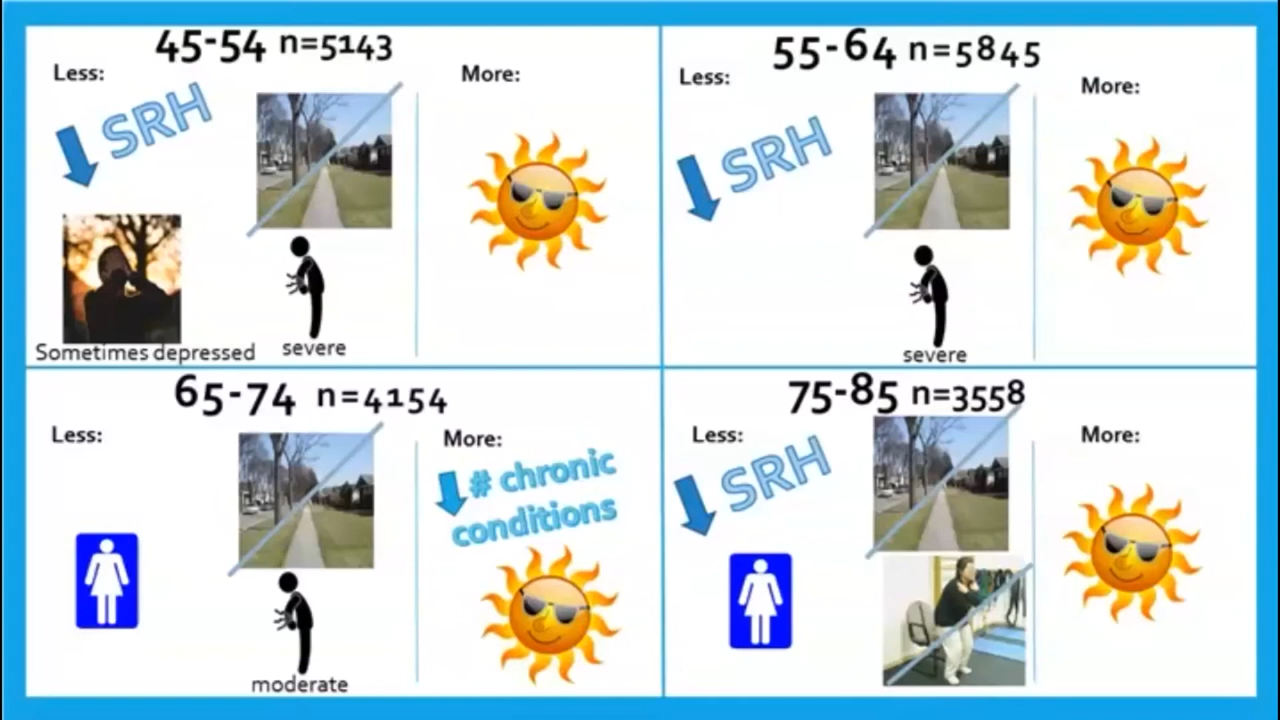 45-54 n=5143
Less:
More:
SRH
Sometimes depressed
severe
55-64 n=5845
Less:
More:
SRH
severe
65-74 n=4154
Less:
More:
# chronic
conditions
moderate
75-85 n=3558
Less:
More:
SRH